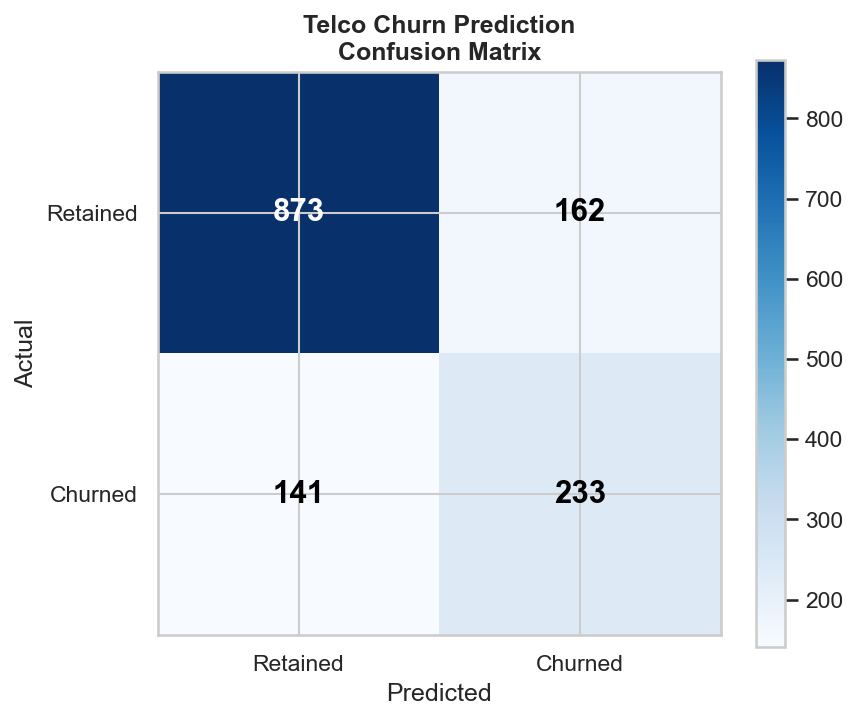 Telco Churn Prediction
Confusion Matrix
Actual
Retained
Churned
873
162
141
233
Retained
Churned
Predicted
800
700
600
500
400
300
200